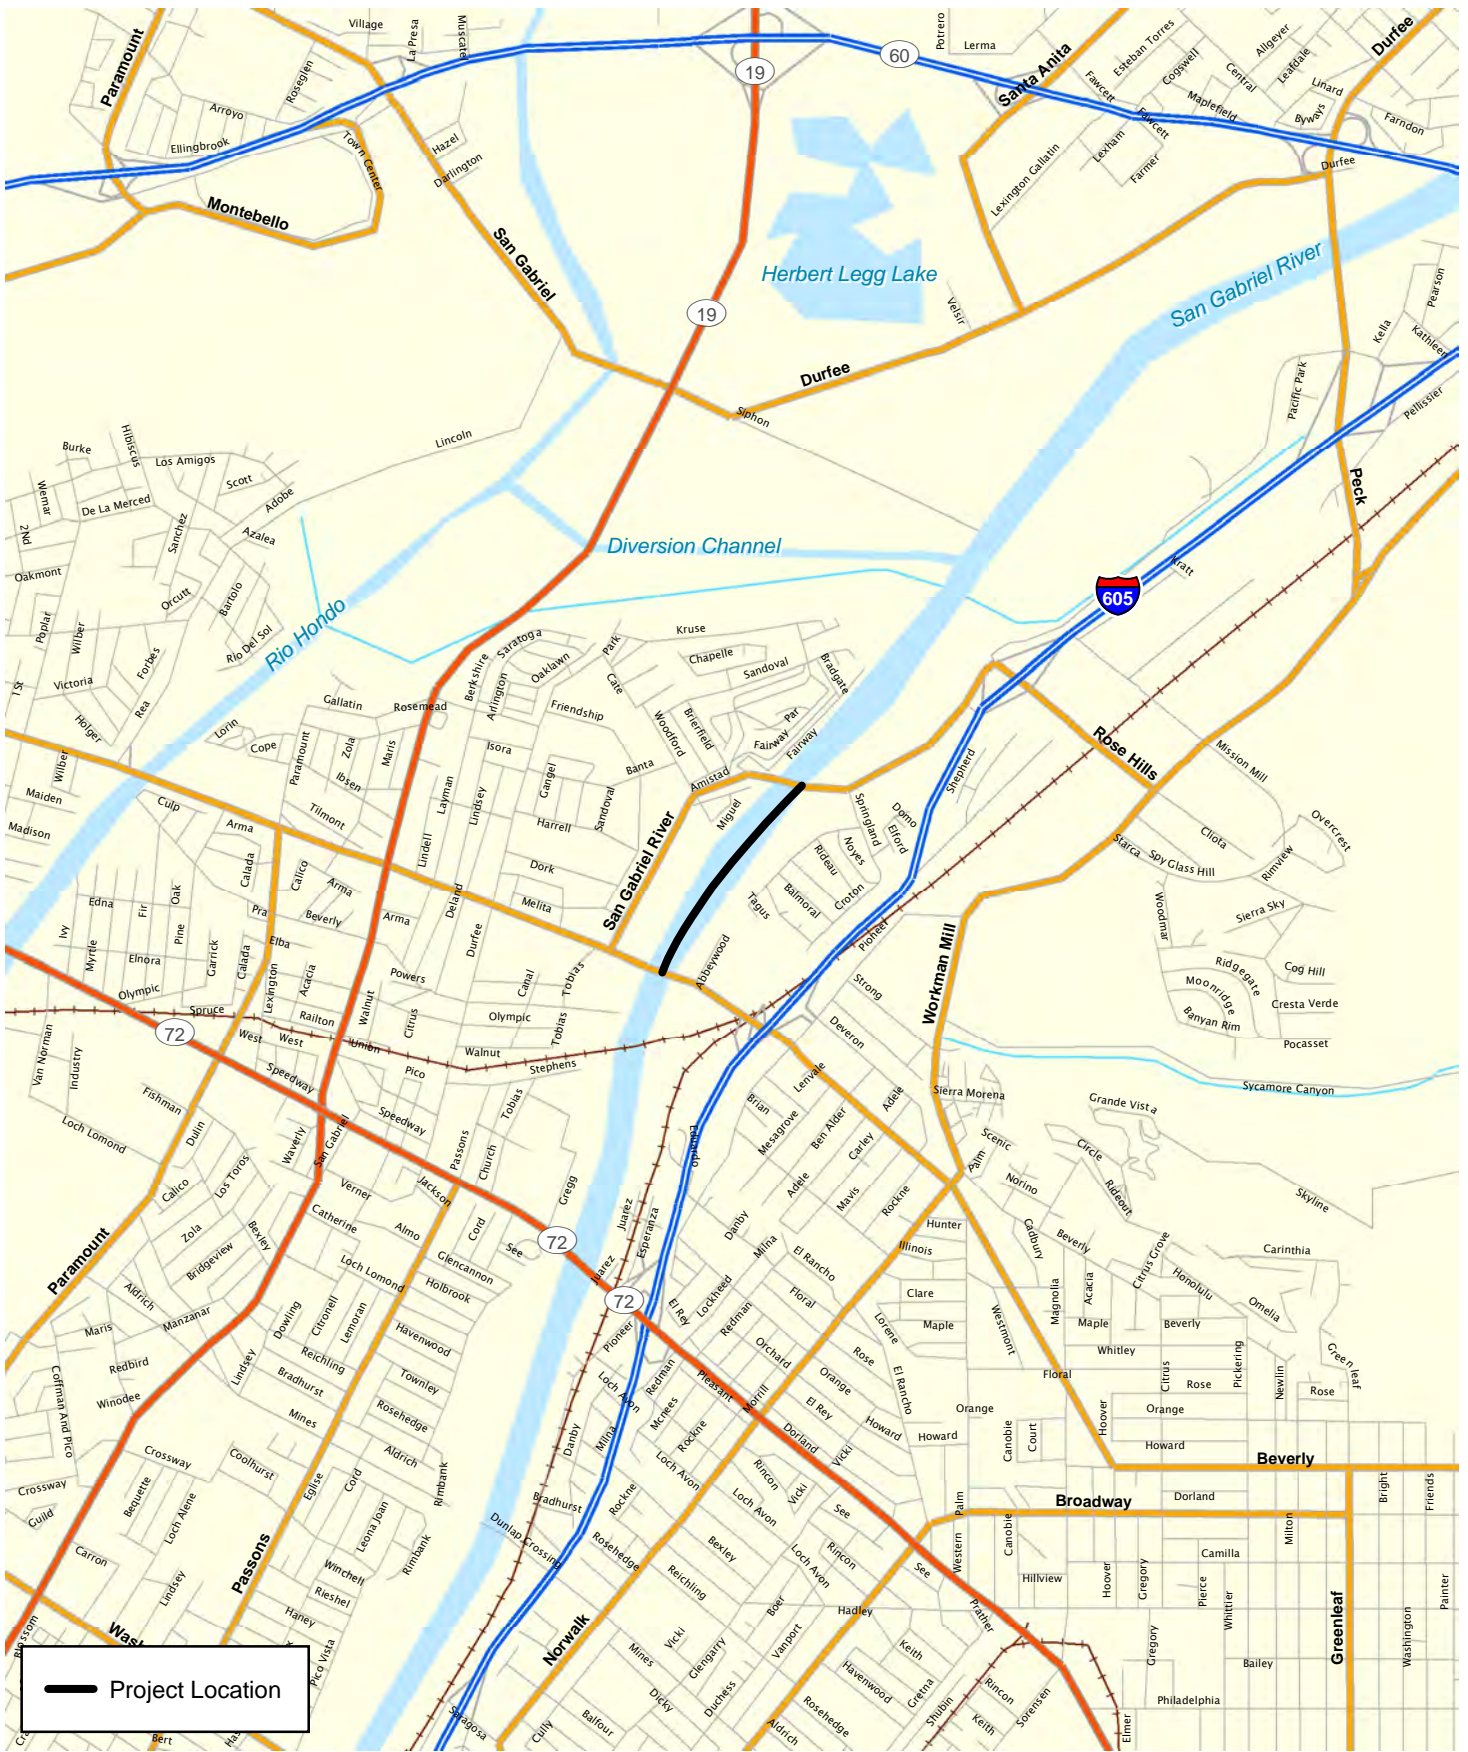 Village
La Presa
Muscatel
Potrero
Lerma
Paramount
Roseglen
60
19
Santa Anita
Esteban Torres
Cogswell
Allgeyer
Leafdale
Durfee
Central
Linard
Fawcett
Maplefield
Byways
Farndon
Arroyo
Ellingbrook
Town Center
Hazel
Darlington
Fawcett
Lexham
Farmer
Durfee
Lexington Gallatin
Montebello
San Gabriel
Herbert Legg Lake
San Gabriel River
Velsir
19
Pearson
Kella
Kathleen
Durfee
Siphon
Pacific Park
Pellissier
Lincoln
Burke
Hibiscus
Los Amigos
Wemar
De La Merced
Scott
Adobe
Peck
2Nd
Sanchez
Azalea
Diversion Channel
Oakmont
Orcutt
Bartolo
Kratt
605
Poplar
Wilber
Rio Del Sol
Rio Hondo
Forbes
Saratoga
Park
Kruse
Chapelle
Sandoval
Bradgate
Berkshire
Oaklawn
1St
Victoria
Rea
Holger
Gallatin
Rosemead
Arlington
Cate
Friendship
Woodford
Brierfield
Fairway
Par
Fairway
Lorin
Cope
Paramount
Zola
Maris
Isora
Banta
Amistad
Rose Hills
Mission Mill
Wilber
Ibsen
Layman
Lindsey
Gangel
Sandoval
Miguel
Shepherd
Maiden
Culp
Tilmont
Harrell
Springland
Domo
Elford
Overcrest
Madison
Arma
Lindell
San Gabriel River
Noyes
Rideau
Cliota
Starca
Spy Glass Hill
Rimview
Calada
Calico
Arma
Dork
Balmoral
Croton
Edna
Fir
Oak
Pra
Beverly
Arma
Deland
Melita
Tagus
Woodmar
Sierra Sky
Ivy
Myrtle
Pine
Garrick
Calada
Elba
Durfee
Abbeywood
Pioneer
Workman Mill
Elnora
Acacia
Powers
Canal
Tobias
Strong
Ridgegate
Cog Hill
Olympic
Lexington
Walnut
Moonridge
Cresta Verde
Spruce
Railton
Citrus
Olympic
Tobias
Deveron
Banyan Rim
Pocasset
72
Van Norman
Industry
West
West
Union
Walnut
Stephens
Pico
Speedway
Lenvale
Adele
Sierra Morena
Sycamore Canyon
Fishman
Speedway
Tobias
Brian
Grande Vista
Loch Lomond
Dulin
Waverly
San Gabriel
Passons
Church
Eduardo
Mesagrove
Ben Alder
Carley
Scenic
Palm
Circle
Los Toros
Calico
Verner
Jackson
Gregg
Adele
Mavis
Rockne
Norino
Rideout
Skyline
Catherine
Almo
Cord
Juarez
Esperanza
Danby
Hunter
Cadbury
Beverly
Zola
Bexley
Bridgeview
See
72
Milna
El Rancho
Illinois
Citrus Grove
Carinthia
Paramount
Loch Lomond
Glencannon
Holbrook
Juarez
Lockheed
Floral
Clare
Magnolia
Acacia
Honolulu
Omelia
Aldrich
Manzanar
Dowling
Citronell
Lemoran
72
El Rey
Redman
Lorene
Maple
Westmont
Maple
Beverly
Maris
Havenwood
Pioneer
Orchard
Rose
Whitley
Green leaf
Redbird
Lindsey
Reichling
Redman
Pleasant
El Rancho
Floral
Citrus
Rose
Pickering
Newlin
Rose
Coffman And Pico
Winodee
Bradhurst
Townley
Loch Avon
Mcnees
Morrill
Orange
El Rey
Howard
Orange
Hoover
Orange
Mines
Rosehedge
Danby
Milna
Rockne
Dorland
Vicki
Howard
Canobie
Court
Howard
Beverly
Crossway
Coolhurst
Aldrich
Loch Avon
Rincon
Crossway
Bequette
Eglise
Cord
Rimbank
Bradhurst
Rockne
Vicki
See
Palm
Broadway
Dorland
Bright
Friends
Guild
Loch Alene
Leona Joan
Dunlap Crossing
Loch Avon
Canobie
Milton
Carron
Passons
Rimbank
Rosehedge
Bexley
Rincon
Western
Camilla
Lindsey
Winchell
Reichling
Loch Avon
See
Hillview
Hoover
Gregory
Pierce
Whittier
Greenleaf
Painter
Blossom
Rieshel
Boer
Hadley
Prather
Washington
Haney
Norwalk
Vicki
Vanport
Gregory
Pico Vista
Mines
Glengarry
Keith
Bailey
Project Location
Dicky
Duchess
Havenwood
Gretna
Rincon
Philadelphia
Saragosa
Cully
Balfour
Rosehedge
Shubin
Keith
Sorensen
Elmer
Bert
Aldrich